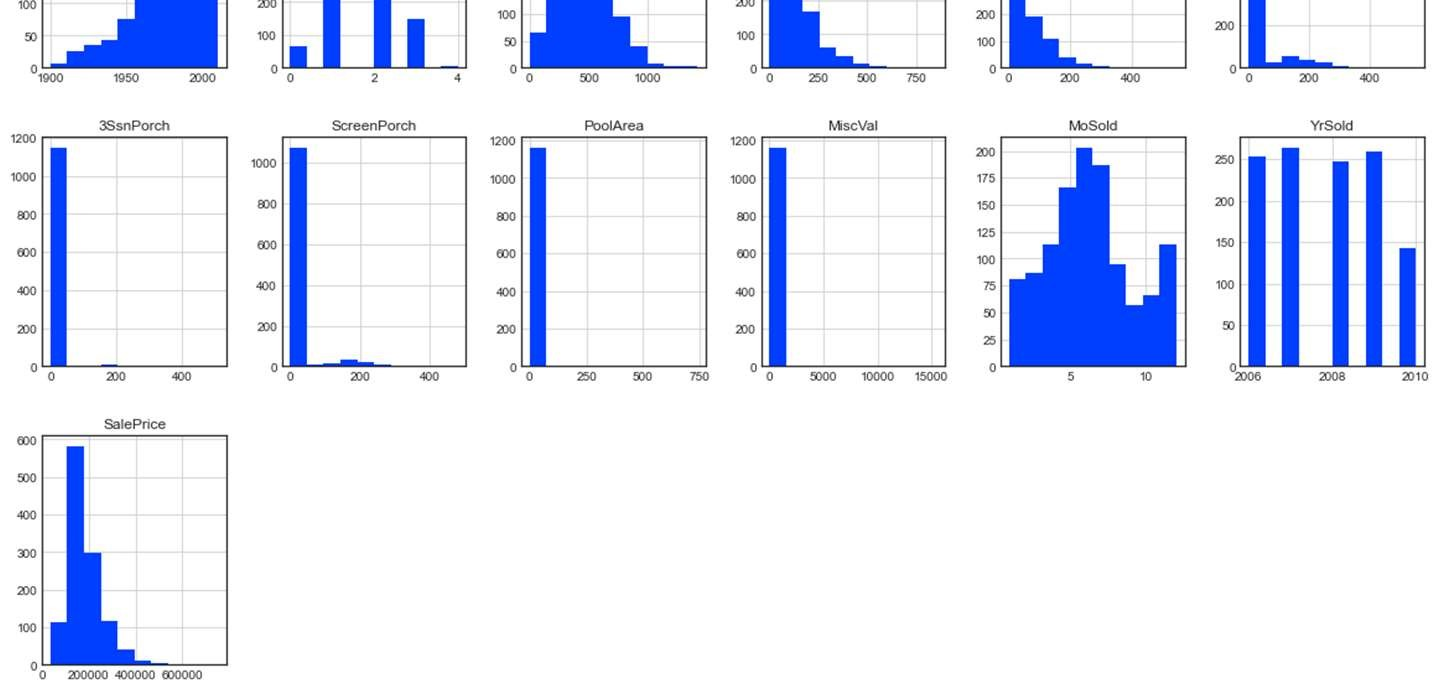 100 200 100 200 200 200
50 100 50 100 100
0 0 0 0 0 0
1900 1950 2000 0 2 4 0 500 1000 0 250 500 750 0 200 400 0 200 400
3SsnPorch ScreenPorch PoolArea MiscVal MoSold YrSold
1200 1000 1200 1200 200 250
1000 800 1000 1000 175 200
800 600 800 800 150 150
600 400 600 600 125 100
400 200 400 400 100 50
200 0 200 200 75 0
0 0 0 50
25
0
0 200 400 0 200 400 0 250 500 750 0 5000 10000 15000 5 10 2006 2008 2010
SalePrice
600
500
400
300
200
100
0
0 200000 400000 600000